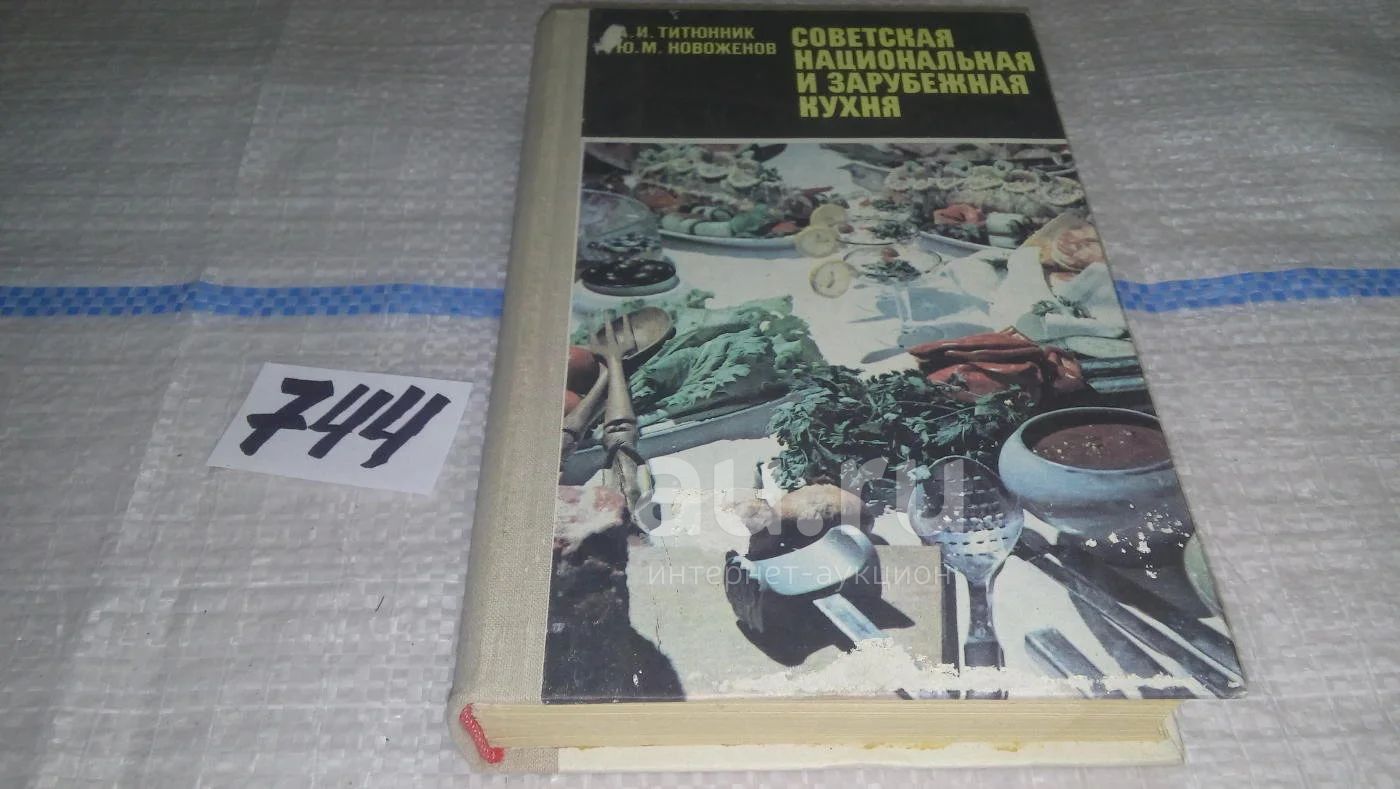 А.И. ТИТЮННИК
Ю.М. НОВОЖЕНОВ
СОВЕТСКАЯ
НАЦИОНАЛЬНАЯ
И ЗАРУБЕЖНАЯ
КУХНЯ
744
au.ru
интернет-аукцион